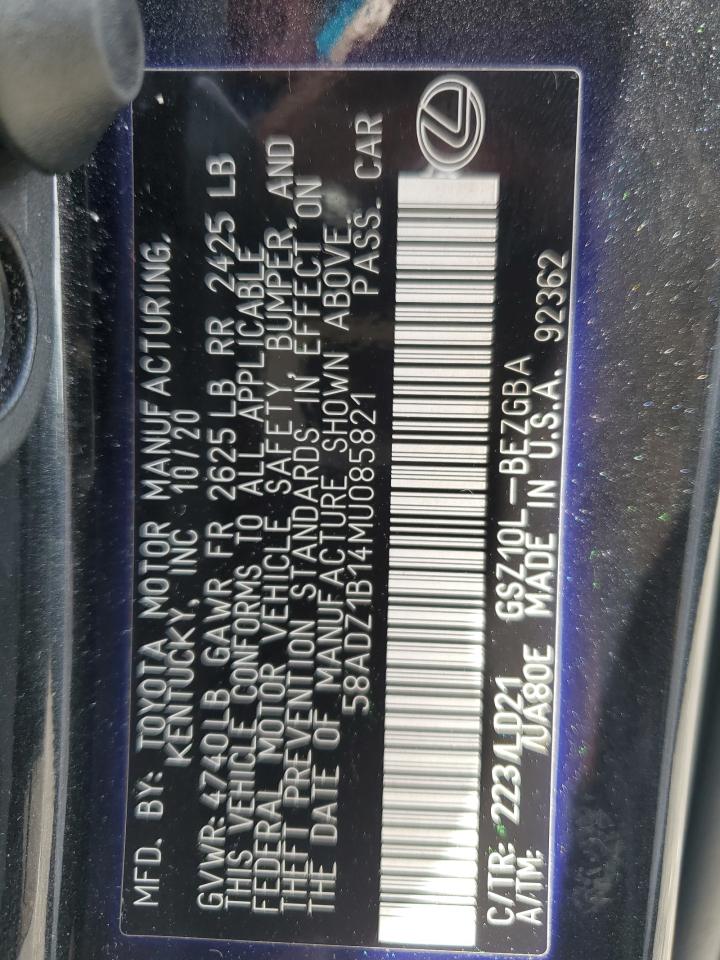 MFD. BY: TOYOTA MOTOR MANUFACTURING,
KENTUCKY, INC 10/20
GVWR: 4740LB GAWR FR 2625LB RR 2425 LB
THIS VEHICLE CONFORMS TO ALL APPLICABLE
FEDERAL MOTOR VEHICLE SAFETY, BUMPER, AND
THEFT PREVENTION STANDARDS IN EFFECT ON
THE DATE OF MANUFACTURE SHOWN ABOVE.
58ADZ1B14MU085821 PASS. CAR
C/TR: 223/LD21 GSZ10L-BEZGBA
A/TM: /UA80E MADE IN U.S.A. 92362